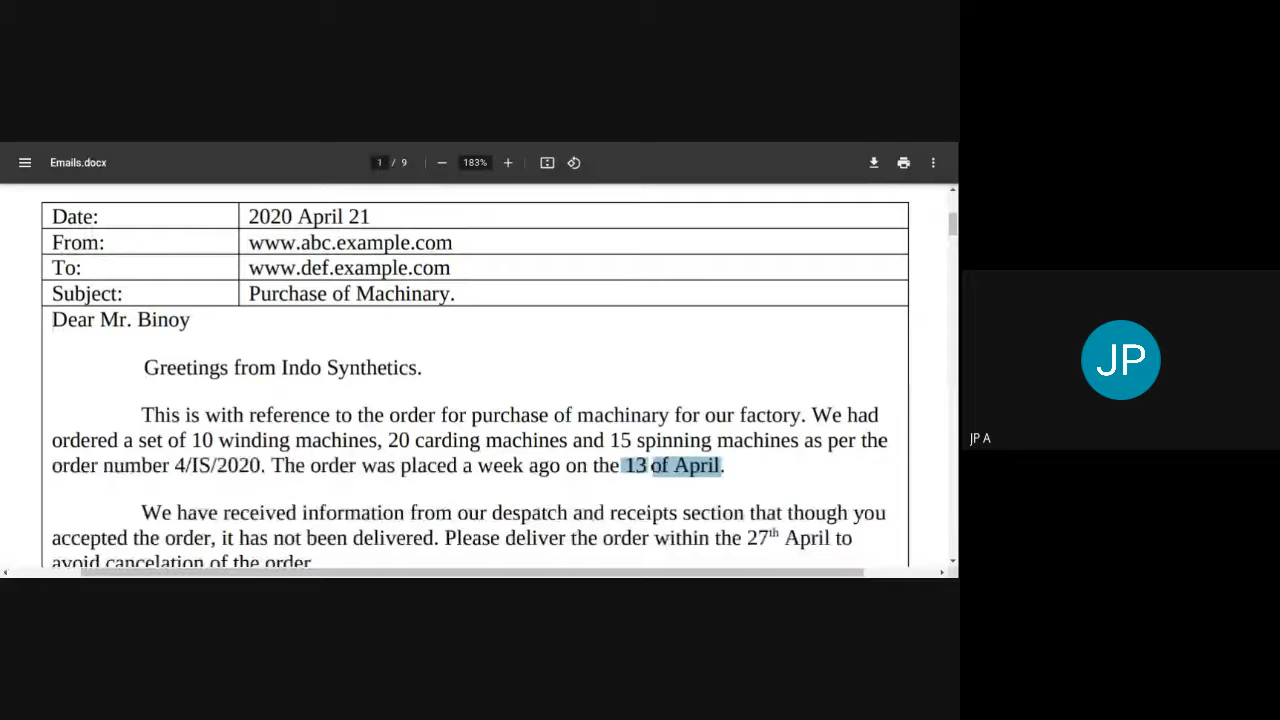 Emails.docx 1 / 9 — 183% +
Date: 2020 April 21
From: www.abc.example.com
To: www.def.example.com
Subject: Purchase of Machinary.
Dear Mr. Binoy
Greetings from Indo Synthetics.
This is with reference to the order for purchase of machinary for our factory. We had
ordered a set of 10 winding machines, 20 carding machines and 15 spinning machines as per the
order number 4/IS/2020. The order was placed a week ago on the 13 of April.
We have received information from our despatch and receipts section that though you
accepted the order, it has not been delivered. Please deliver the order within the 27th April to
avoid cancelation of the order.
JP
JP A